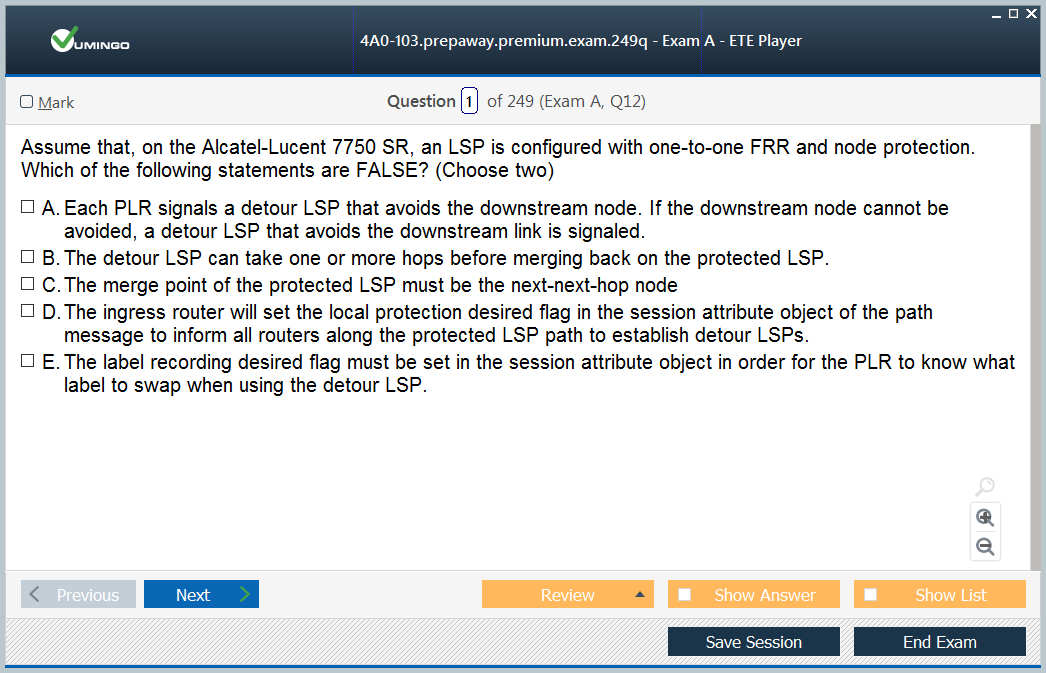 VUMINGO
4A0-103.prepaway.premium.exam.249q - Exam A - ETE Player
Mark
Question 1 of 249 (Exam A, Q12)
Assume that, on the Alcatel-Lucent 7750 SR, an LSP is configured with one-to-one FRR and node protection.
Which of the following statements are FALSE? (Choose two)
A. Each PLR signals a detour LSP that avoids the downstream node. If the downstream node cannot be
avoided, a detour LSP that avoids the downstream link is signaled.
B. The detour LSP can take one or more hops before merging back on the protected LSP.
C. The merge point of the protected LSP must be the next-next-hop node
D. The ingress router will set the local protection desired flag in the session attribute object of the path
message to inform all routers along the protected LSP path to establish detour LSPs.
E. The label recording desired flag must be set in the session attribute object in order for the PLR to know what
label to swap when using the detour LSP.
Previous
Next
Review
Show Answer
Show List
Save Session
End Exam